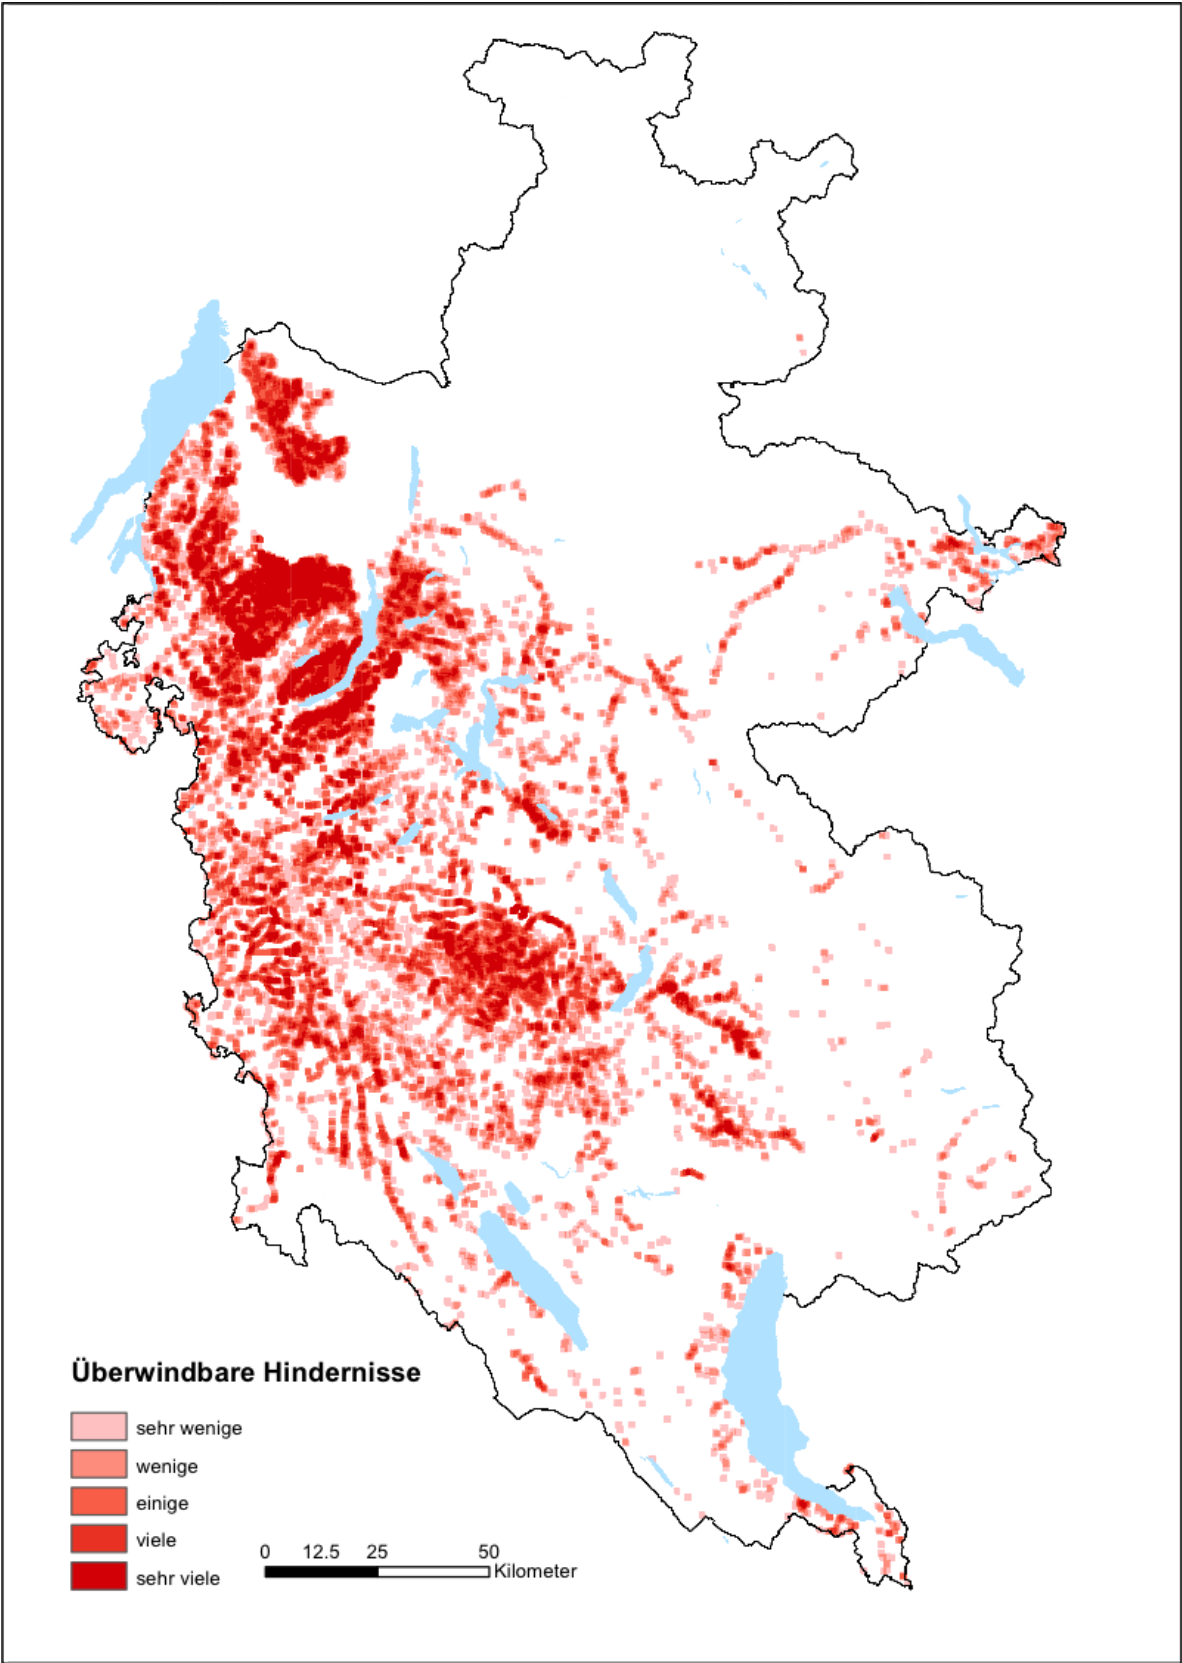 Überwindbare Hindernisse
sehr wenige
wenige
einige
viele
sehr viele
0 12.5 25 50
Kilometer